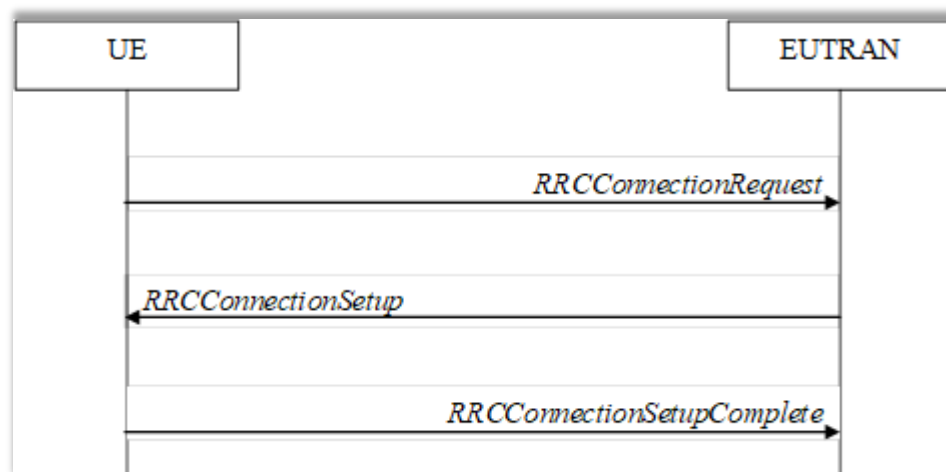 UE
EUTRAN
RRCConnectionRequest
RRCConnectionSetup
RRCConnectionSetupComplete